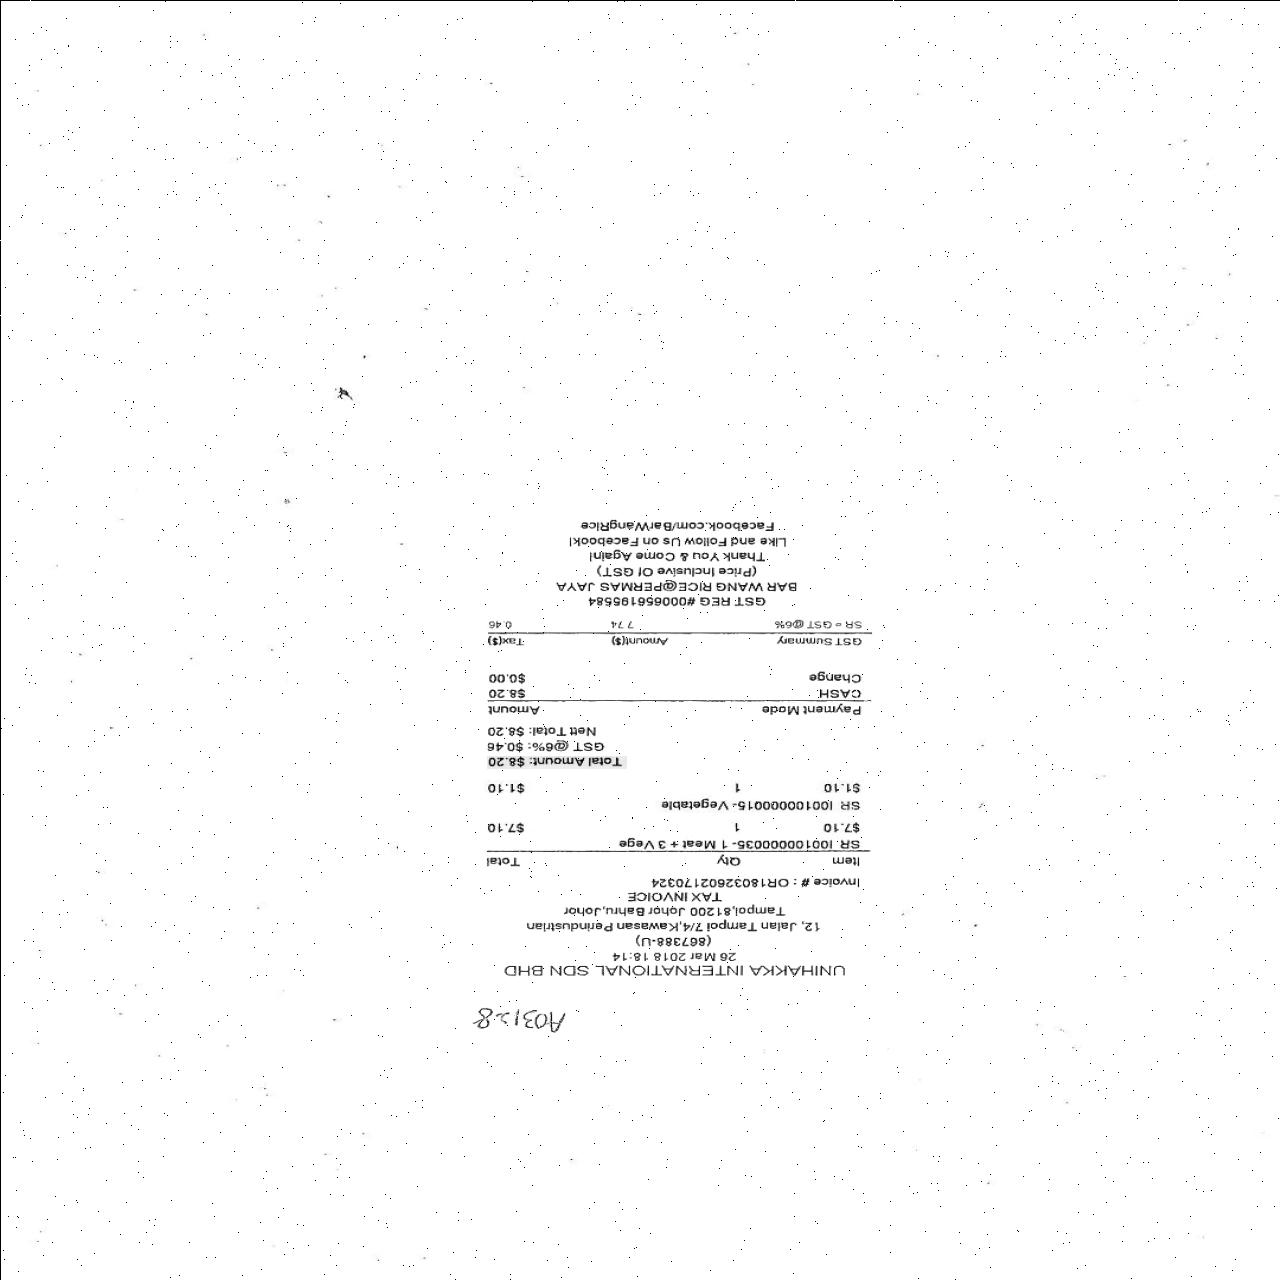 A03128
UNIHAKKA INTERNATIONAL SDN BHD
26 Mar 2018 18:14
(867388-U)
12, Jalan Tampoi 7/4,Kawasan Perindustrian
Tampoi,81200 Johor Bahru,Johor
TAX INVOICE
Invoice # : OR18032602170324
Item Qty Total
SR I00100000035- 1 Meat + 3 Vege
$7.10 1 $7.10
SR I00100000015- Vegetable
$1.10 1 $1.10
Total Amount: $8.20
GST @6%: $0.46
Nett Total: $8.20
Payment Mode Amount
CASH $8.20
Change $0.00
GST Summary Amount($) Tax($)
SR = GST @6% 7.74 0.46
GST REG #000656195584
BAR WANG RICE@PERMAS JAYA
(Price Inclusive Of GST)
Thank You & Come Again!
Like and Follow Us on Facebook!
Facebook.com/BarWangRice